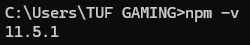 C:\Users\TUF GAMING>npm -v
11.5.1